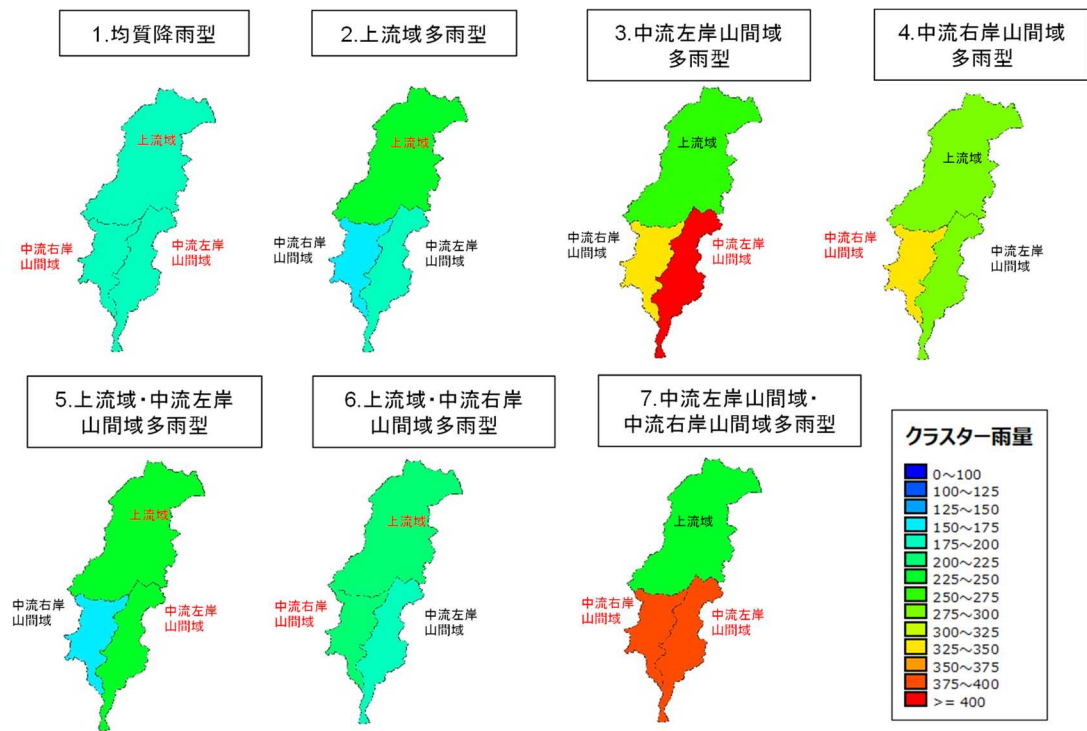 1.均質降雨型
2.上流域多雨型
3.中流左岸山間域
多雨型
4.中流右岸山間域
多雨型
上流域
中流右岸
山間域
中流左岸
山間域
上流域
中流右岸
山間域
中流左岸
山間域
上流域
中流右岸
山間域
中流左岸
山間域
上流域
中流右岸
山間域
中流左岸
山間域
5.上流域・中流左岸
山間域多雨型
6.上流域・中流右岸
山間域多雨型
7.中流左岸山間域・
中流右岸山間域多雨型
上流域
中流右岸
山間域
中流左岸
山間域
上流域
中流右岸
山間域
中流左岸
山間域
上流域
中流右岸
山間域
中流左岸
山間域
クラスター雨量
0～100
100～125
125～150
150～175
175～200
200～225
225～250
250～275
275～300
300～325
325～350
350～375
375～400
>= 400